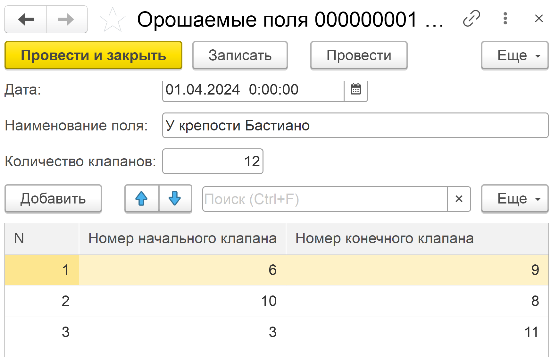 Орошаемые поля 000000001 ...
Провести и закрыть Записать Провести Еще
Дата: 01.04.2024 0:00:00
Наименование поля: У крепости Бастиано
Количество клапанов: 12
Добавить Поиск (Ctrl+F) × Еще
N Номер начального клапана Номер конечного клапана
1 6 9
2 10 8
3 3 11